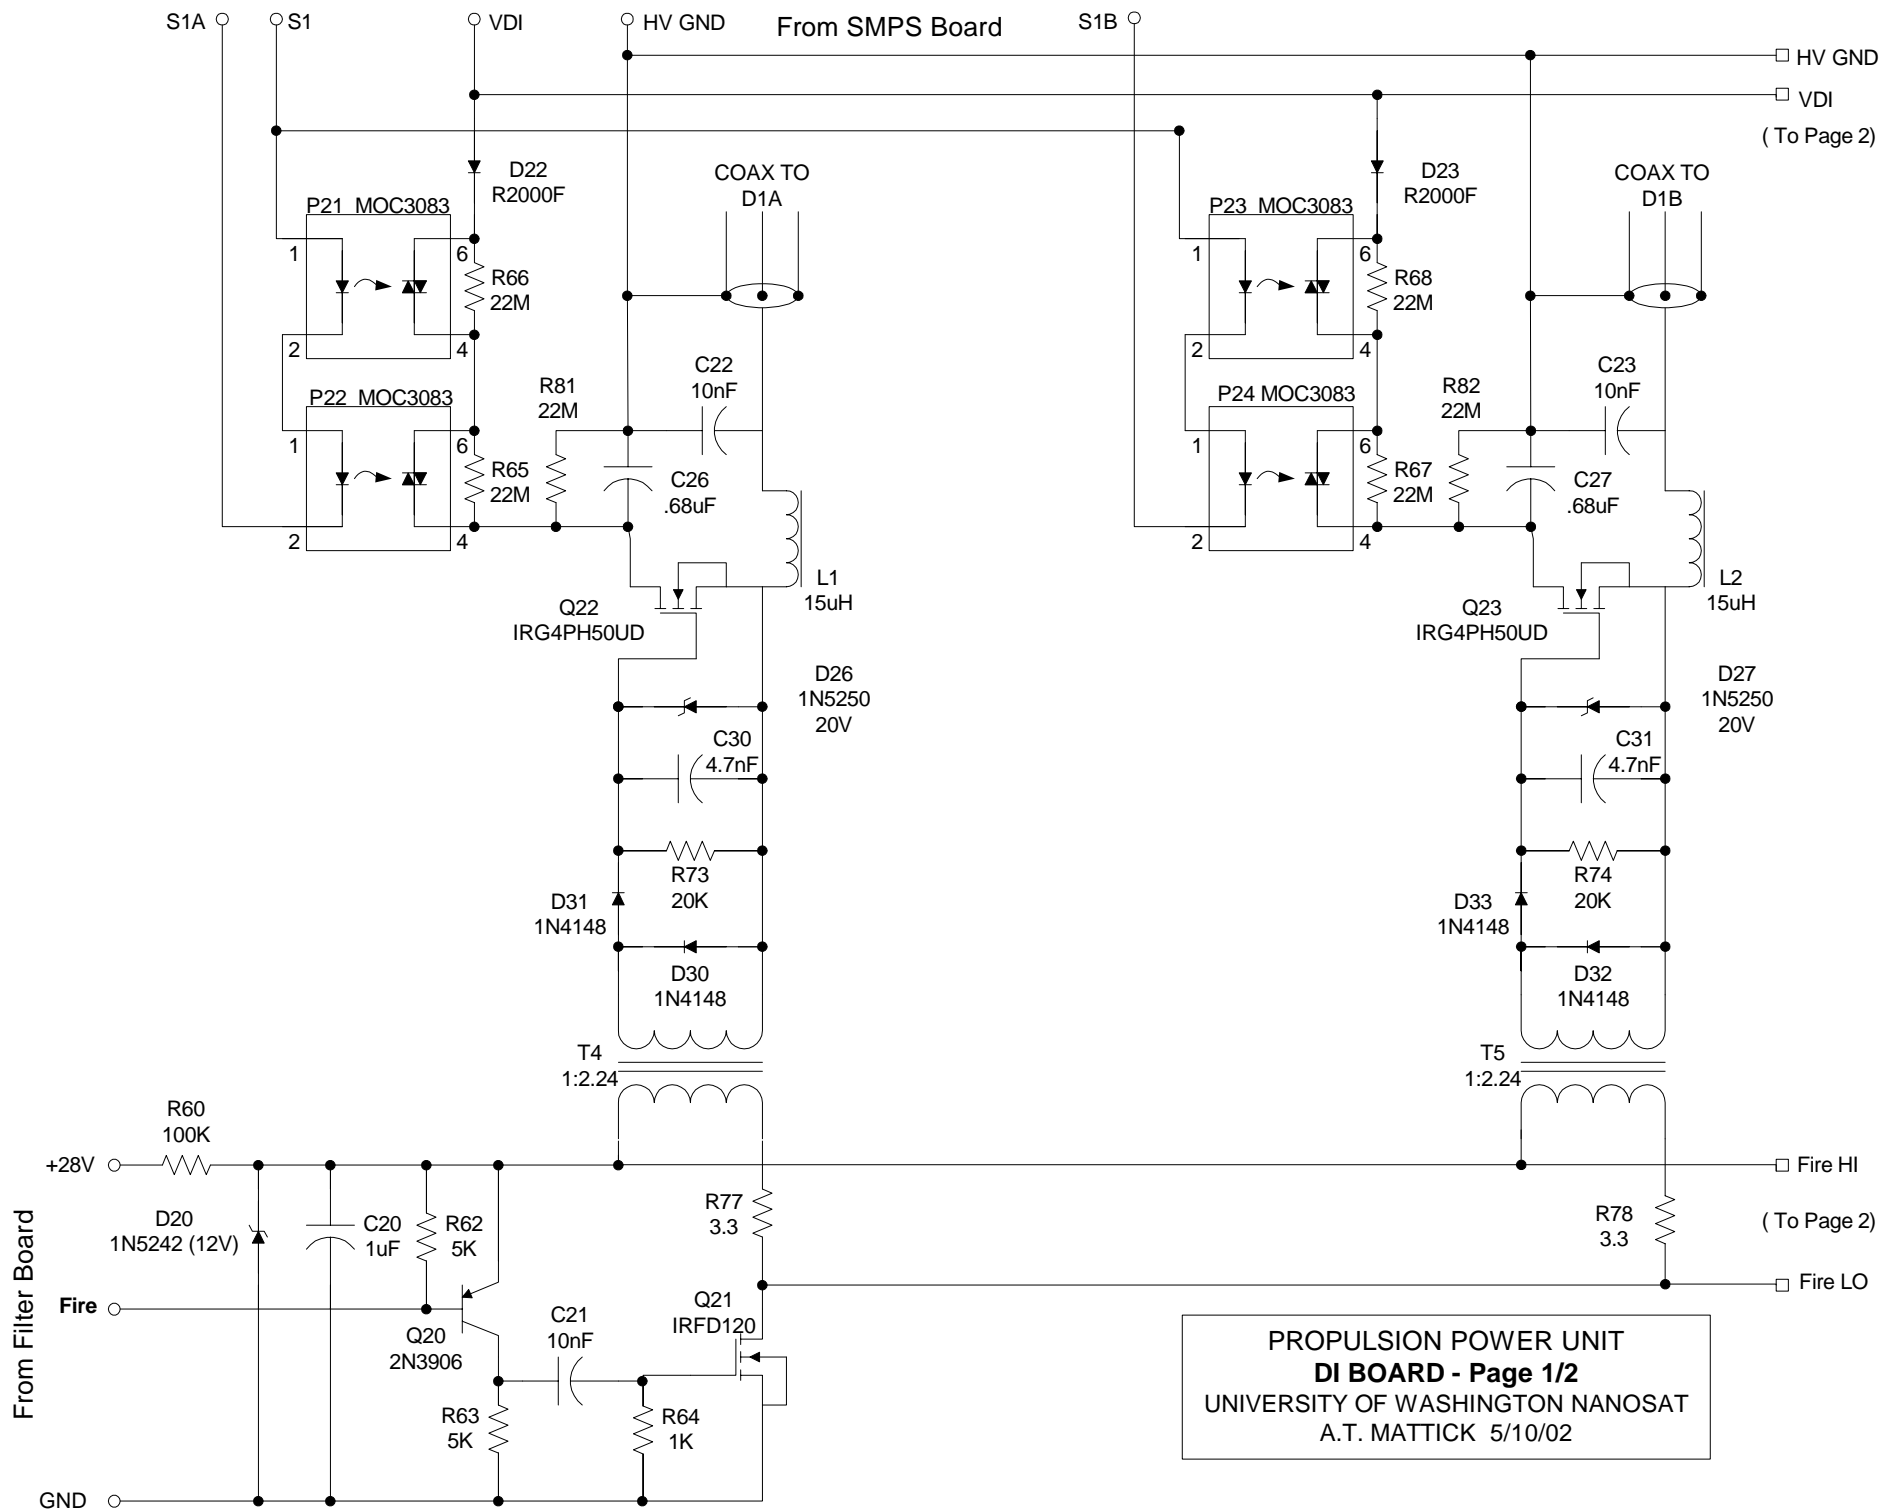 S1A
S1
VDI
HV GND
From SMPS Board
S1B
HV GND
VDI
( To Page 2)
D22
R2000F
COAX TO
D1A
D23
R2000F
COAX TO
D1B
P21 MOC3083
1
6
2
4
R66
22M
P23 MOC3083
1
6
2
4
R68
22M
P22 MOC3083
1
6
2
4
R65
22M
R81
22M
C22
10nF
C26
.68uF
P24 MOC3083
1
6
2
4
R67
22M
R82
22M
C23
10nF
C27
.68uF
L1
15uH
Q22
IRG4PH50UD
L2
15uH
Q23
IRG4PH50UD
D26
1N5250
20V
D27
1N5250
20V
C30
4.7nF
C31
4.7nF
R73
20K
R74
20K
D31
1N4148
D33
1N4148
D30
1N4148
D32
1N4148
T4
1:2.24
T5
1:2.24
R60
100K
+28V
Fire HI
From Filter Board
D20
1N5242 (12V)
C20
1uF
R62
5K
R77
3.3
R78
3.3
( To Page 2)
Fire LO
Fire
Q20
2N3906
C21
10nF
Q21
IRFD120
R63
5K
R64
1K
GND
PROPULSION POWER UNIT
DI BOARD - Page 1/2
UNIVERSITY OF WASHINGTON NANOSAT
A.T. MATTICK 5/10/02